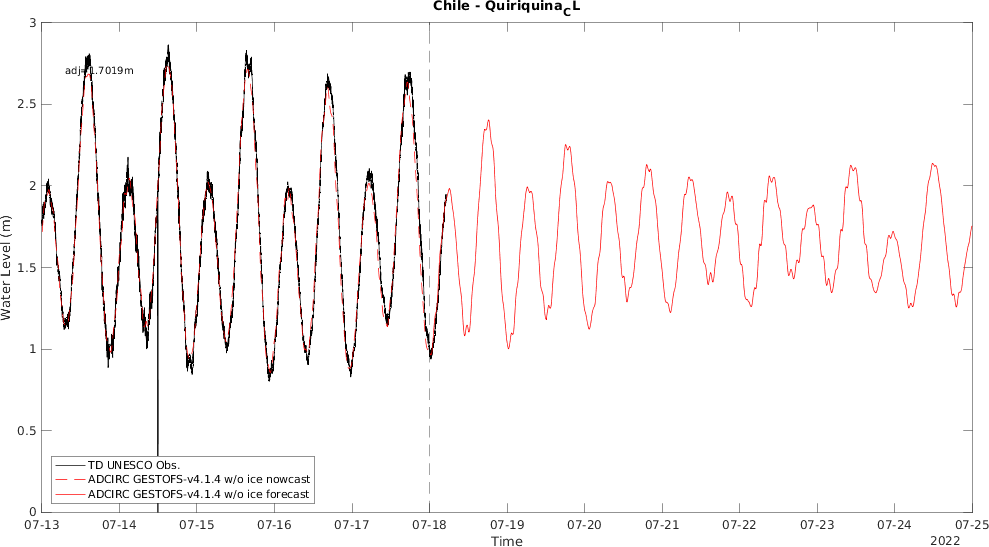 Chile - Quiriquina_CL
3
adj=1.7019m
2.5
2
1.5
1
0.5
0
Water Level (m)
TD UNESCO Obs.
ADCIRC GESTOFS-v4.1.4 w/o ice nowcast
ADCIRC GESTOFS-v4.1.4 w/o ice forecast
07-13 07-14 07-15 07-16 07-17 07-18 07-19 07-20 07-21 07-22 07-23 07-24 07-25
Time
2022